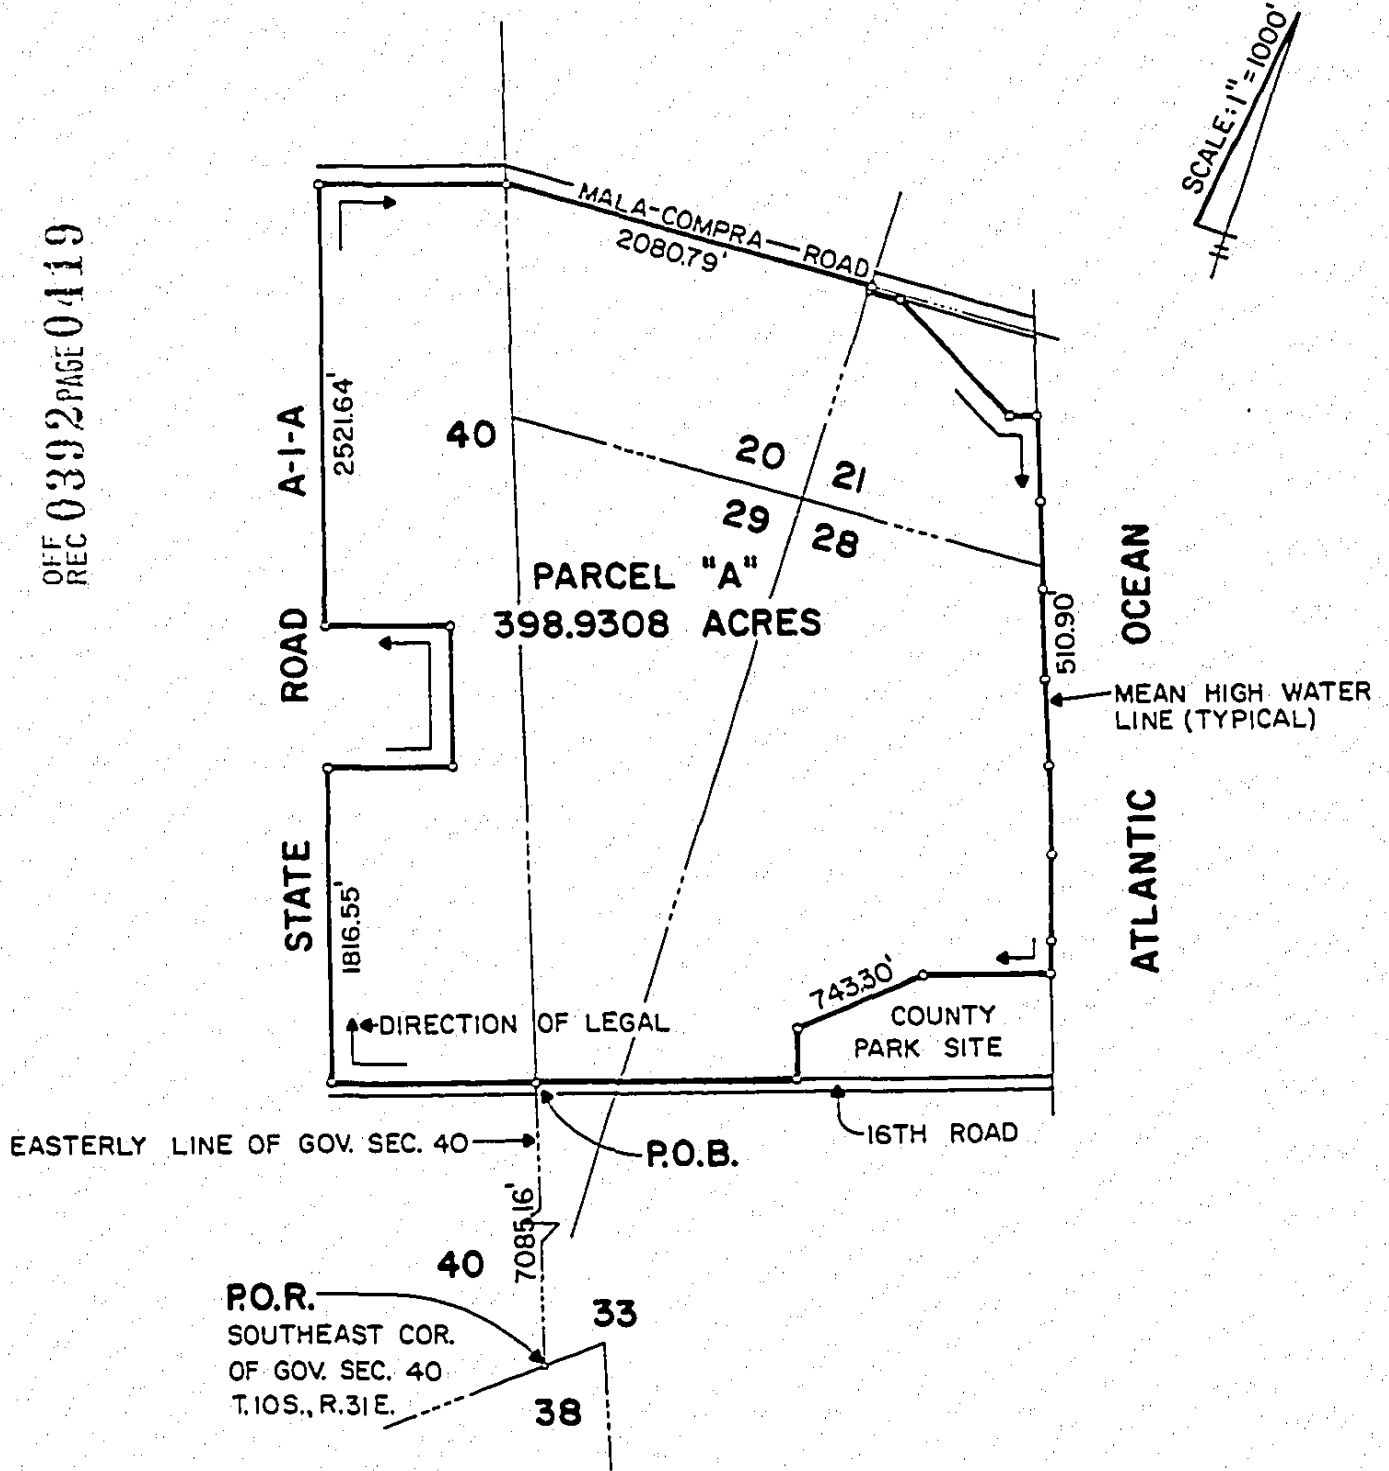 SCALE: 1" = 1000'
MALA-COMPRA ROAD
2080.79'
OFF
REC 0392 PAGE 0419
STATE ROAD A-1-A
2521.64'
40
20
21
29
28
PARCEL "A"
398.9308 ACRES
510.90'
ATLANTIC OCEAN
MEAN HIGH WATER
LINE (TYPICAL)
1816.55'
743.30'
DIRECTION OF LEGAL
COUNTY
PARK SITE
16TH ROAD
EASTERLY LINE OF GOV. SEC. 40
P.O.B.
7085.16'
40
P.O.R.
SOUTHEAST COR.
OF GOV. SEC. 40
T.10S., R.31E.
33
38